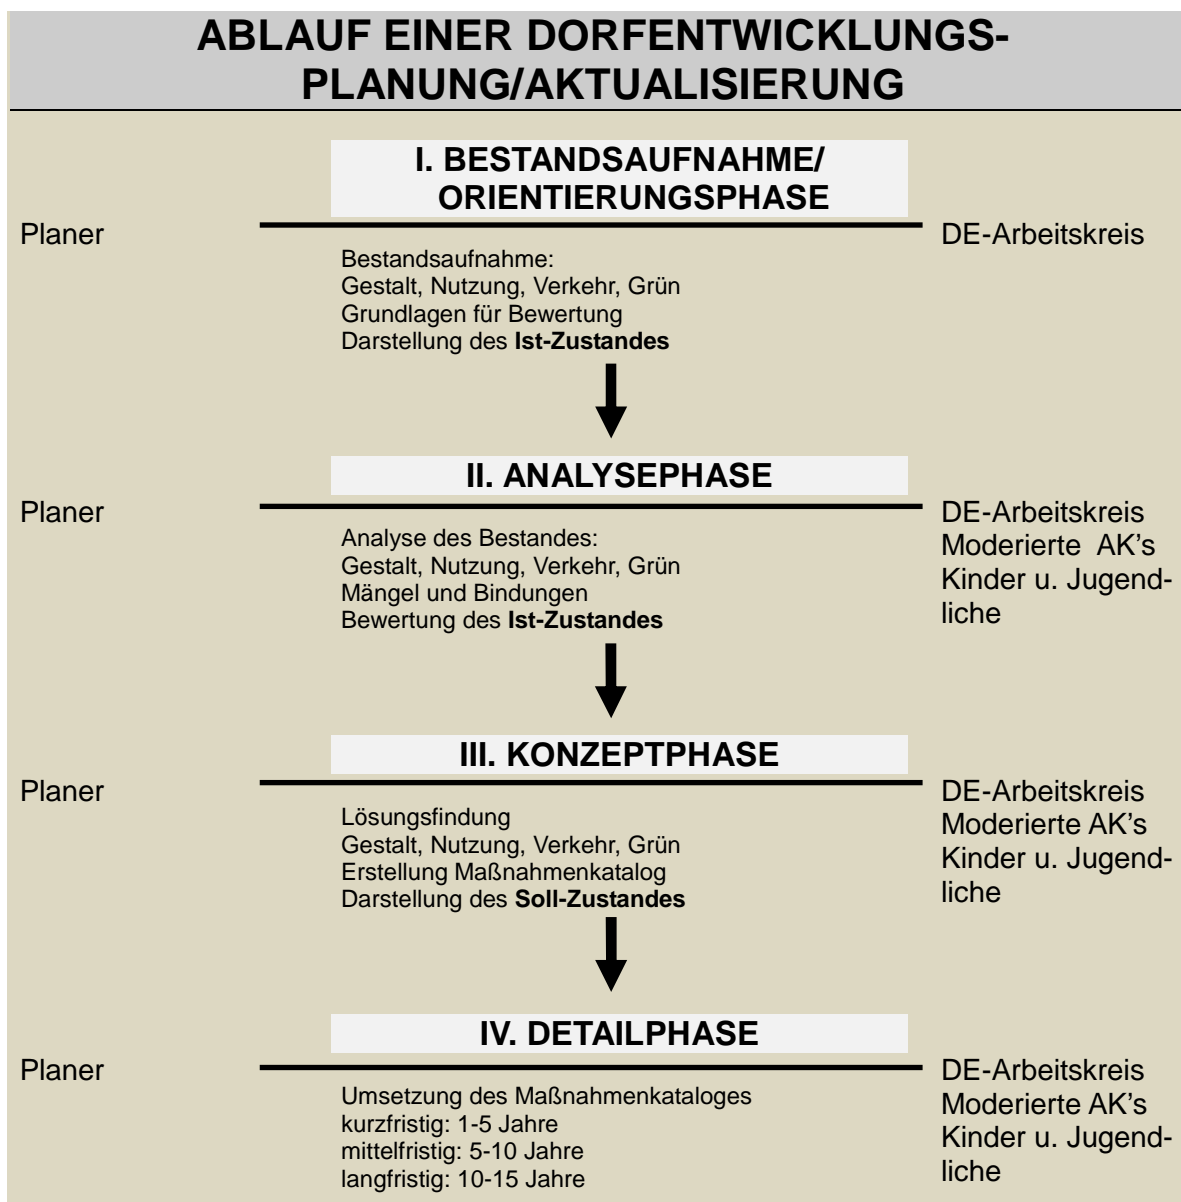 ABLAUF EINER DORFENTWICKLUNGS-
PLANUNG/AKTUALISIERUNG
I. BESTANDSAUFNAHME/
ORIENTIERUNGSPHASE
Planer
DE-Arbeitskreis
Bestandsaufnahme:
Gestalt, Nutzung, Verkehr, Grün
Grundlagen für Bewertung
Darstellung des Ist-Zustandes
II. ANALYSEPHASE
Planer
DE-Arbeitskreis
Moderierte AK's
Kinder u. Jugend-
liche
Analyse des Bestandes:
Gestalt, Nutzung, Verkehr, Grün
Mängel und Bindungen
Bewertung des Ist-Zustandes
III. KONZEPTPHASE
Planer
DE-Arbeitskreis
Moderierte AK's
Kinder u. Jugend-
liche
Lösungsfindung
Gestalt, Nutzung, Verkehr, Grün
Erstellung Maßnahmenkatalog
Darstellung des Soll-Zustandes
IV. DETAILPHASE
Planer
DE-Arbeitskreis
Moderierte AK's
Kinder u. Jugend-
liche
Umsetzung des Maßnahmenkataloges
kurzfristig: 1-5 Jahre
mittelfristig: 5-10 Jahre
langfristig: 10-15 Jahre